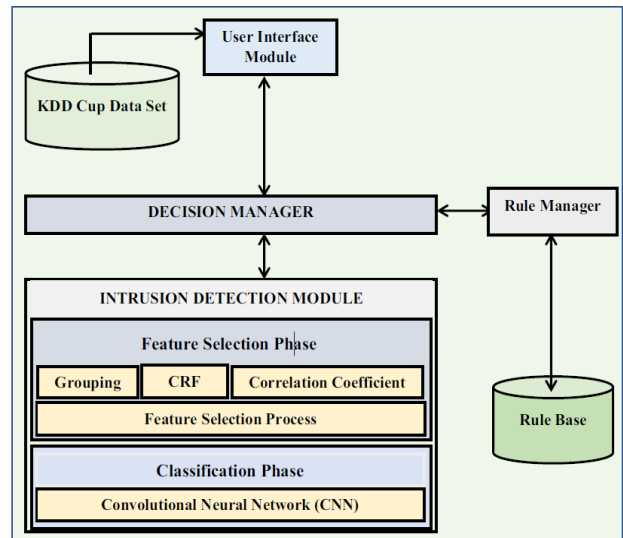 User Interface
Module
KDD Cup Data Set
DECISION MANAGER
Rule Manager
INTRUSION DETECTION MODULE
Feature Selection Phase
Grouping
CRF
Correlation Coefficient
Feature Selection Process
Rule Base
Classification Phase
Convolutional Neural Network (CNN)